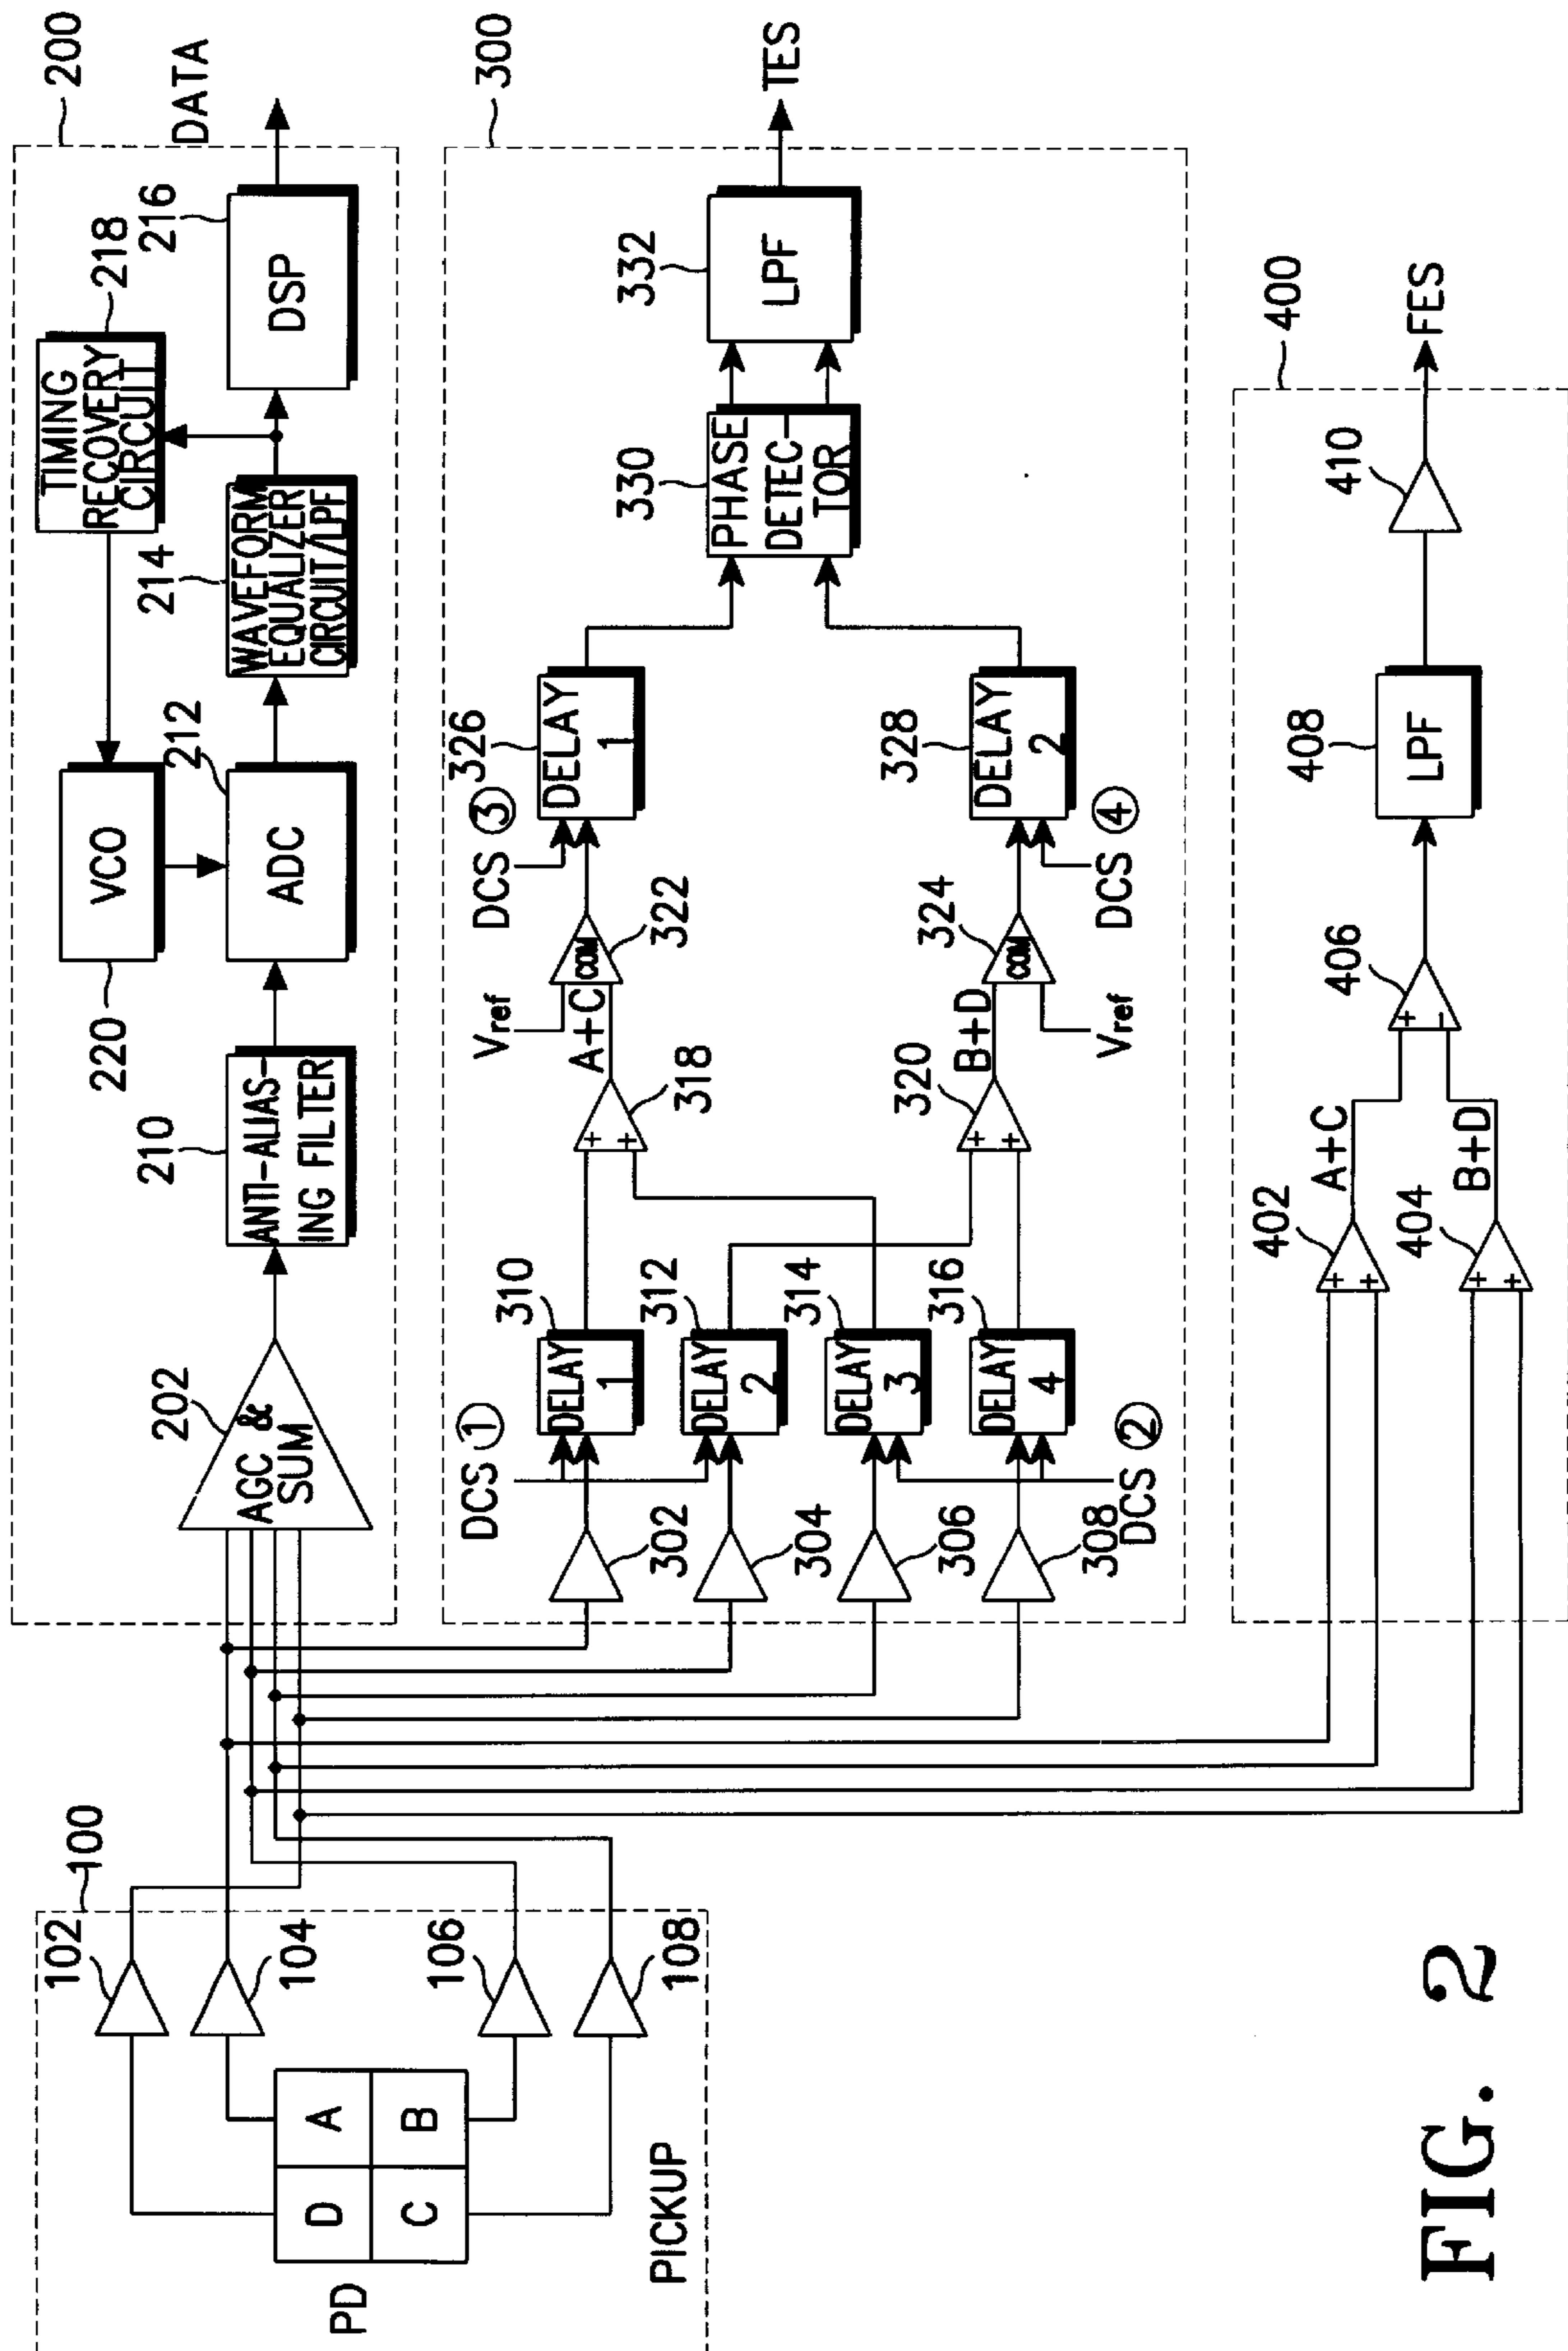 PD
D
A
C
B
PICKUP
100
102
104
106
108
200
202
AGC &
SUM
210
ANTI-ALIAS-
ING FILTER
220
VCO
212
ADC
214
WAVEFORM
EQUALIZER
CIRCUIT/LPF
218
TIMING
RECOVERY
CIRCUIT
216
DSP
DATA
300
302
304
306
308
DCS ①
DCS ②
310
DELAY
1
312
DELAY
2
314
DELAY
3
316
DELAY
4
+
+
318
A+C
+
+
320
B+D
Vref
COM
322
Vref
COM
324
DCS ③
326
DELAY
1
DCS ④
328
DELAY
2
330
PHASE
DETEC-
TOR
332
LPF
TES
400
402
+
+
A+C
404
+
+
B+D
406
+
-
408
LPF
410
FES
FIG. 2